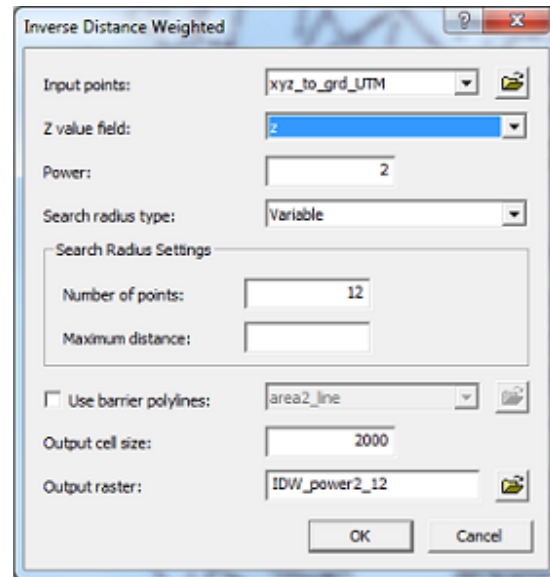 Inverse Distance Weighted
Input points: xyz_to_grd_UTM
Z value field: z
Power: 2
Search radius type: Variable
Search Radius Settings
Number of points: 12
Maximum distance:
Use barrier polylines: area2_line
Output cell size: 2000
Output raster: IDW_power2_12
OK Cancel